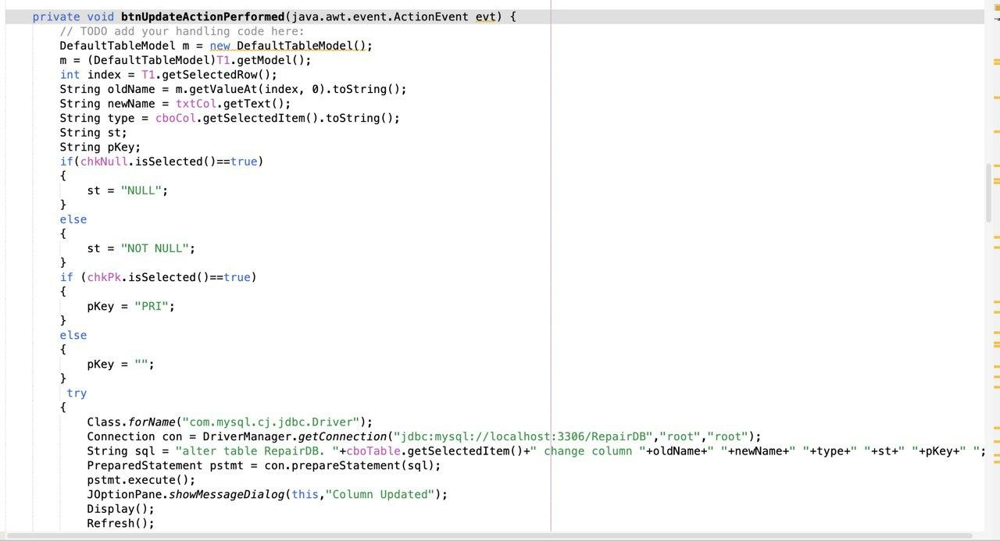 private void btnUpdateActionPerformed(java.awt.event.ActionEvent evt) {
// TODO add your handling code here:
DefaultTableModel m = new DefaultTableModel();
m = (DefaultTableModel)T1.getModel();
int index = T1.getSelectedRow();
String oldName = m.getValueAt(index, 0).toString();
String newName = txtCol.getText();
String type = cboCol.getSelectedItem().toString();
String st;
String pKey;
if(chkNull.isSelected()==true)
{
st = "NULL";
}
else
{
st = "NOT NULL";
}
if (chkPk.isSelected()==true)
{
pKey = "PRI";
}
else
{
pKey = "";
}
try
{
Class.forName("com.mysql.cj.jdbc.Driver");
Connection con = DriverManager.getConnection("jdbc:mysql://localhost:3306/RepairDB","root","root");
String sql = "alter table RepairDB. "+cboTable.getSelectedItem()+" change column "+oldName+" "+newName+" "+type+" "+st+" "+pKey+" ";
PreparedStatement pstmt = con.prepareStatement(sql);
pstmt.execute();
JOptionPane.showMessageDialog(this,"Column Updated");
Display();
Refresh();